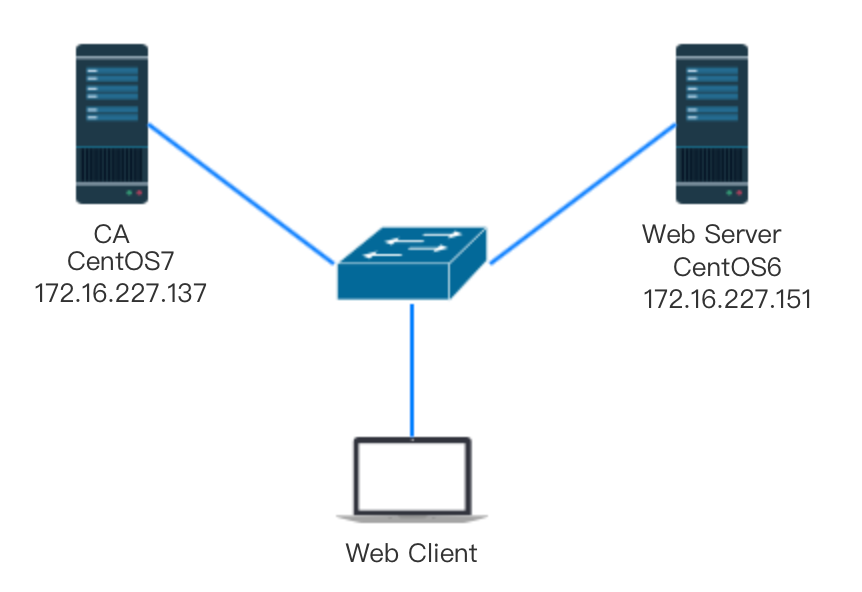 CA
CentOS7
172.16.227.137
Web Server
CentOS6
172.16.227.151
Web Client